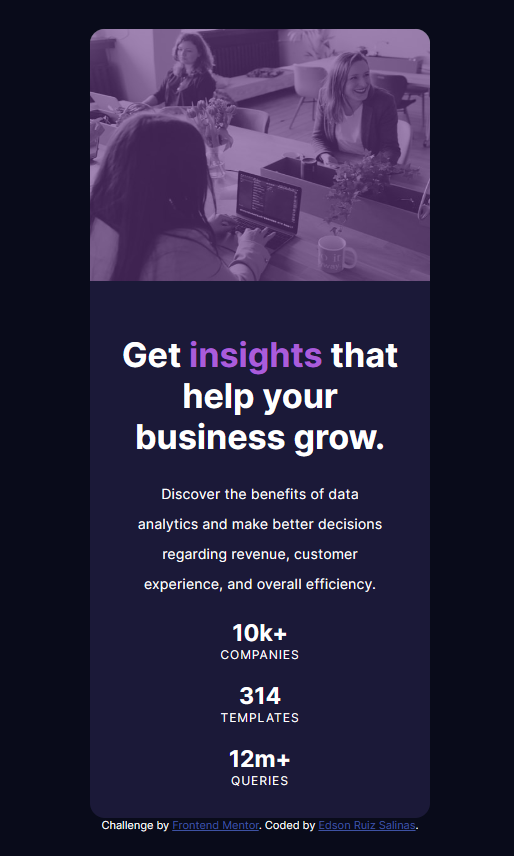 Get insights that
help your
business grow.
Discover the benefits of data
analytics and make better decisions
regarding revenue, customer
experience, and overall efficiency.
10k+
COMPANIES
314
TEMPLATES
12m+
QUERIES
Challenge by Frontend Mentor. Coded by Edson Ruiz Salinas.